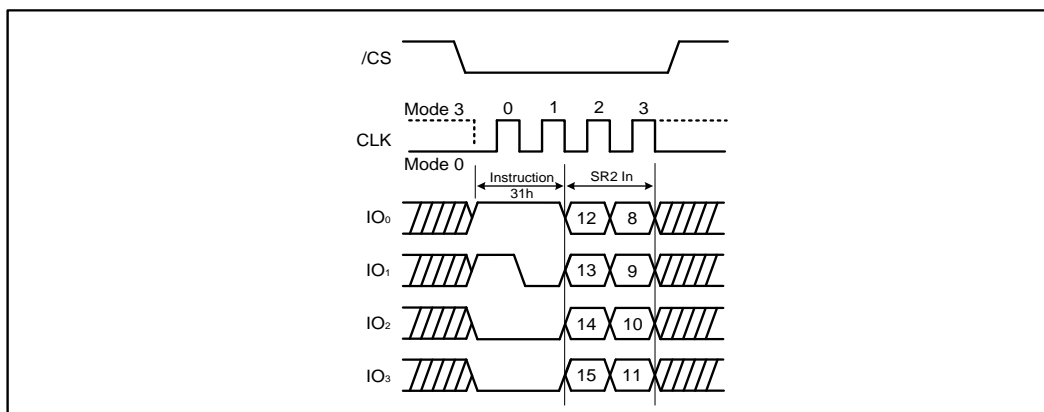 /CS
Mode 3 0 1 2 3
CLK
Mode 0
Instruction SR2 In
31h
IO₀ 12 8
IO₁ 13 9
IO₂ 14 10
IO₃ 15 11